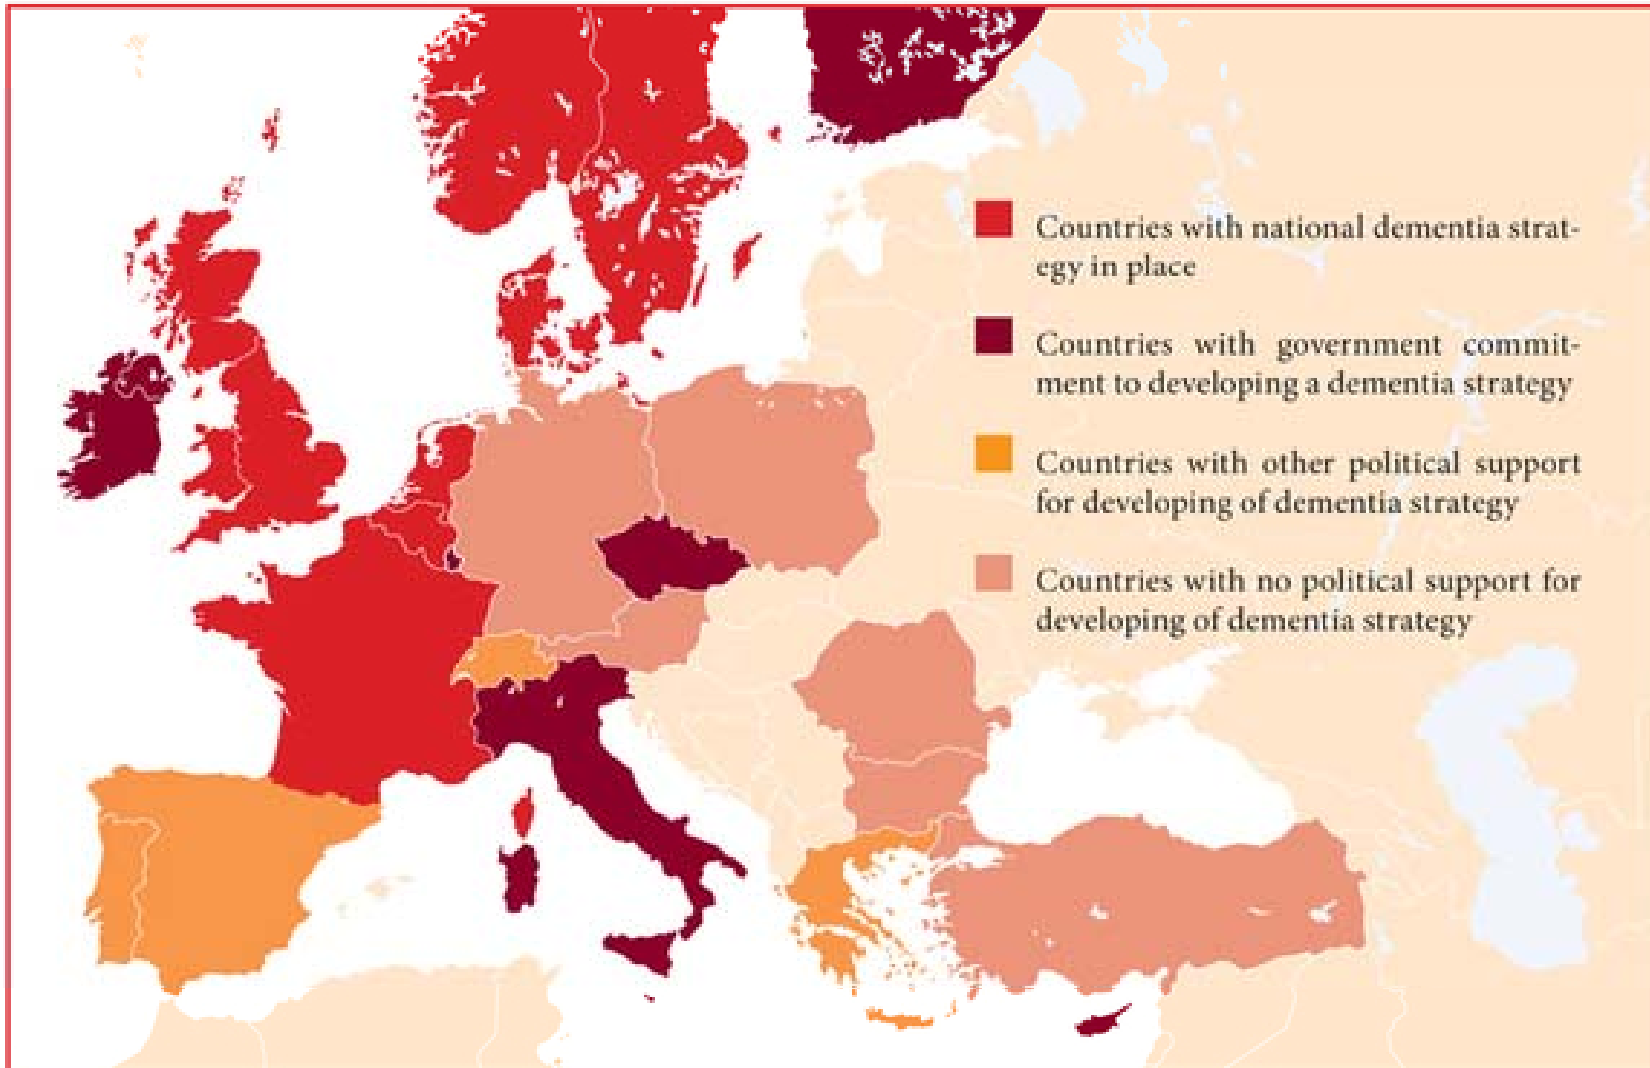 Countries with national dementia strat-
egy in place
Countries with government commit-
ment to developing a dementia strategy
Countries with other political support
for developing of dementia strategy
Countries with no political support for
developing of dementia strategy